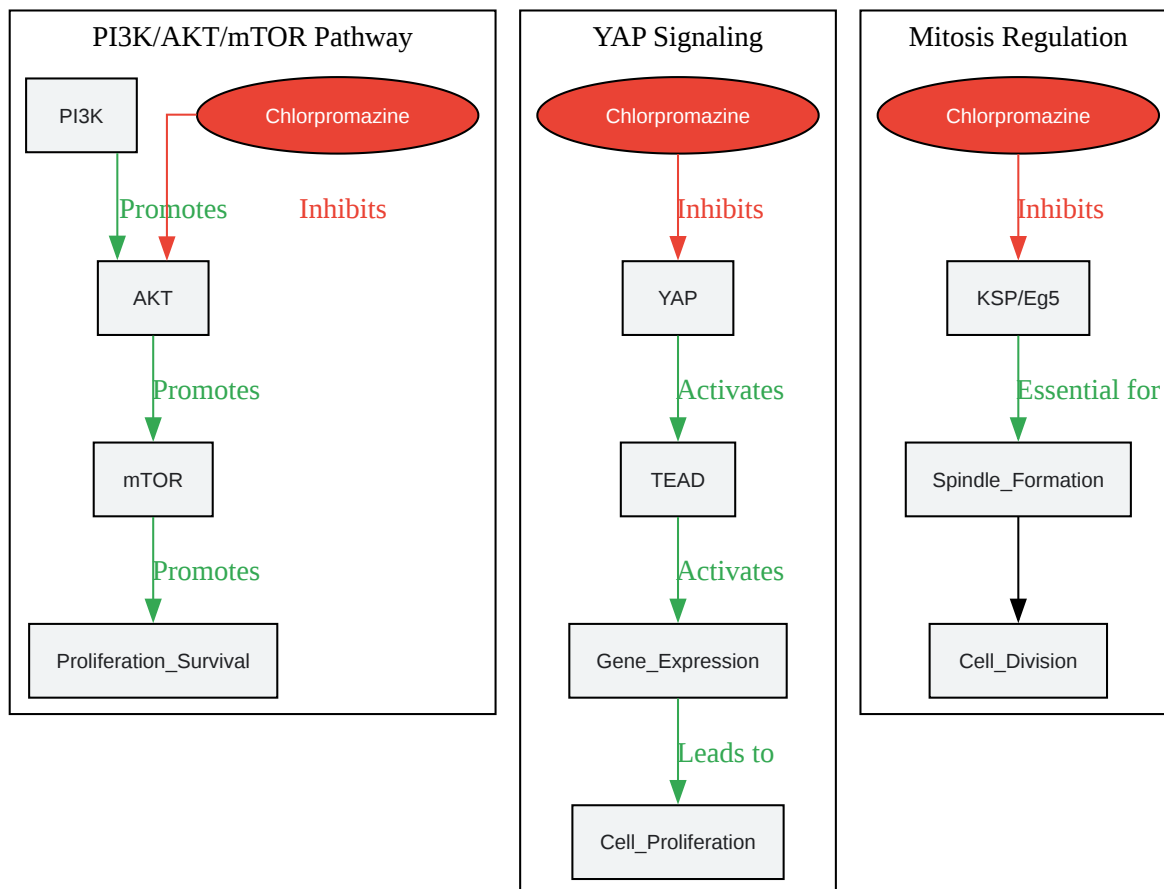 PI3K/AKT/mTOR Pathway
PI3K
Chlorpromazine
Promotes
Inhibits
AKT
Promotes
mTOR
Promotes
Proliferation_Survival
YAP Signaling
Chlorpromazine
Inhibits
YAP
Activates
TEAD
Activates
Gene_Expression
Leads to
Cell_Proliferation
Mitosis Regulation
Chlorpromazine
Inhibits
KSP/Eg5
Essential for
Spindle_Formation
Cell_Division